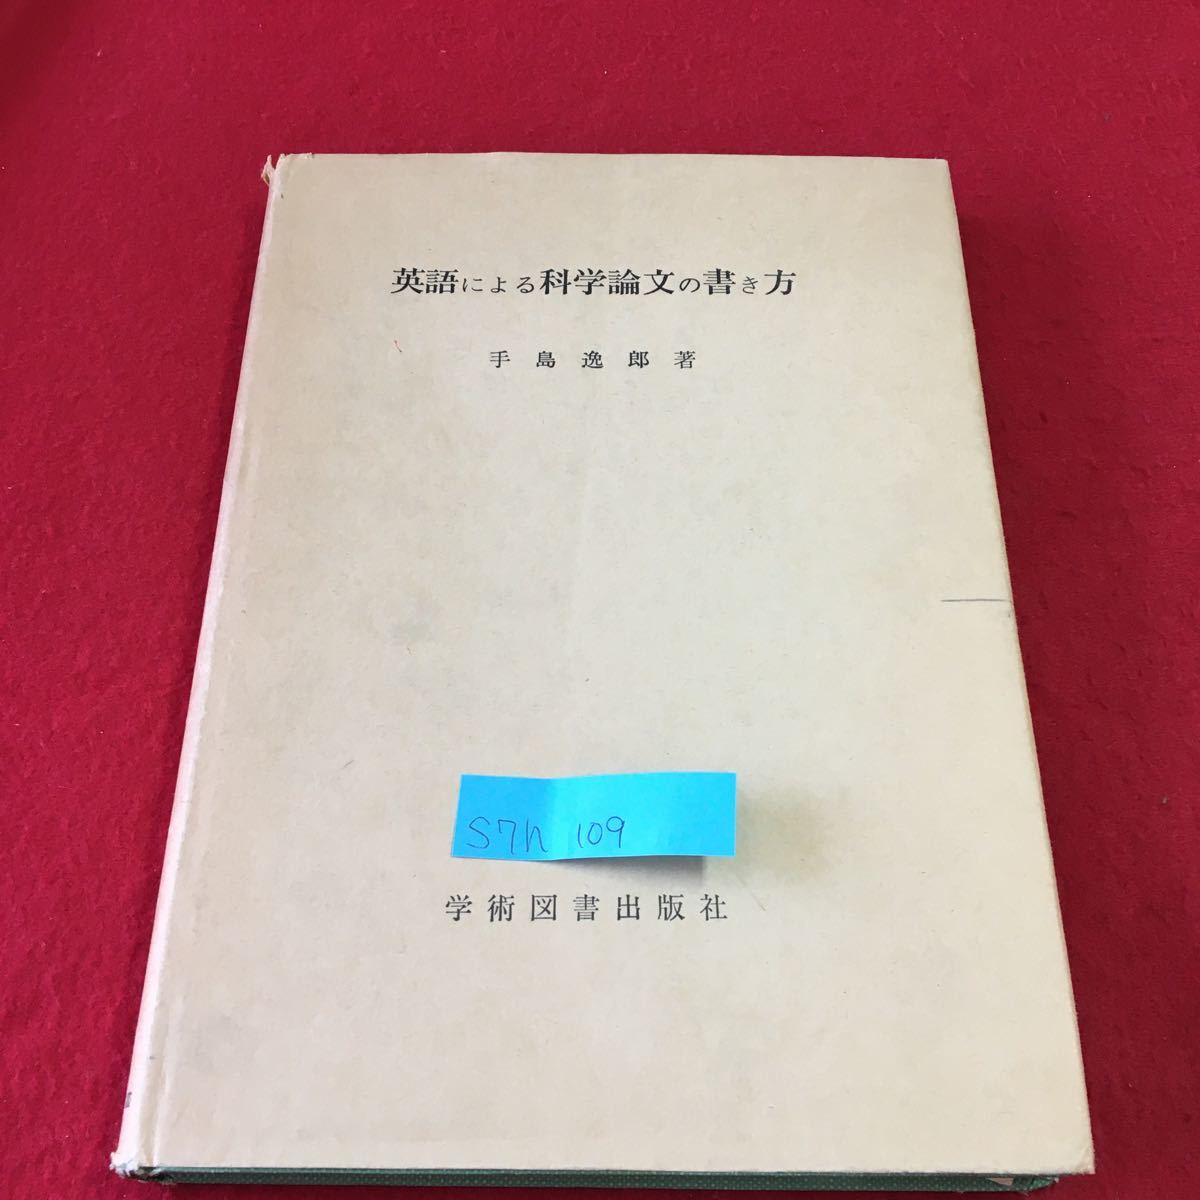 英語による科学論文の書き方
手島逸郎著
S7h 109
学術図書出版社